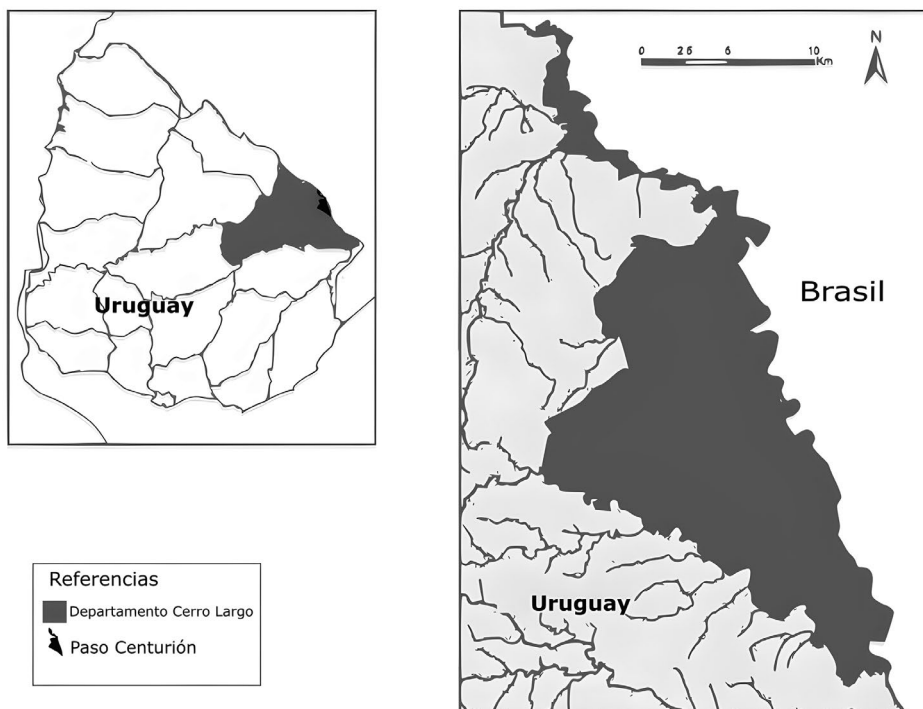 Uruguay
Referencias
Departamento Cerro Largo
Paso Centurión
0 2 5 5 10
Km
N
Brasil
Uruguay